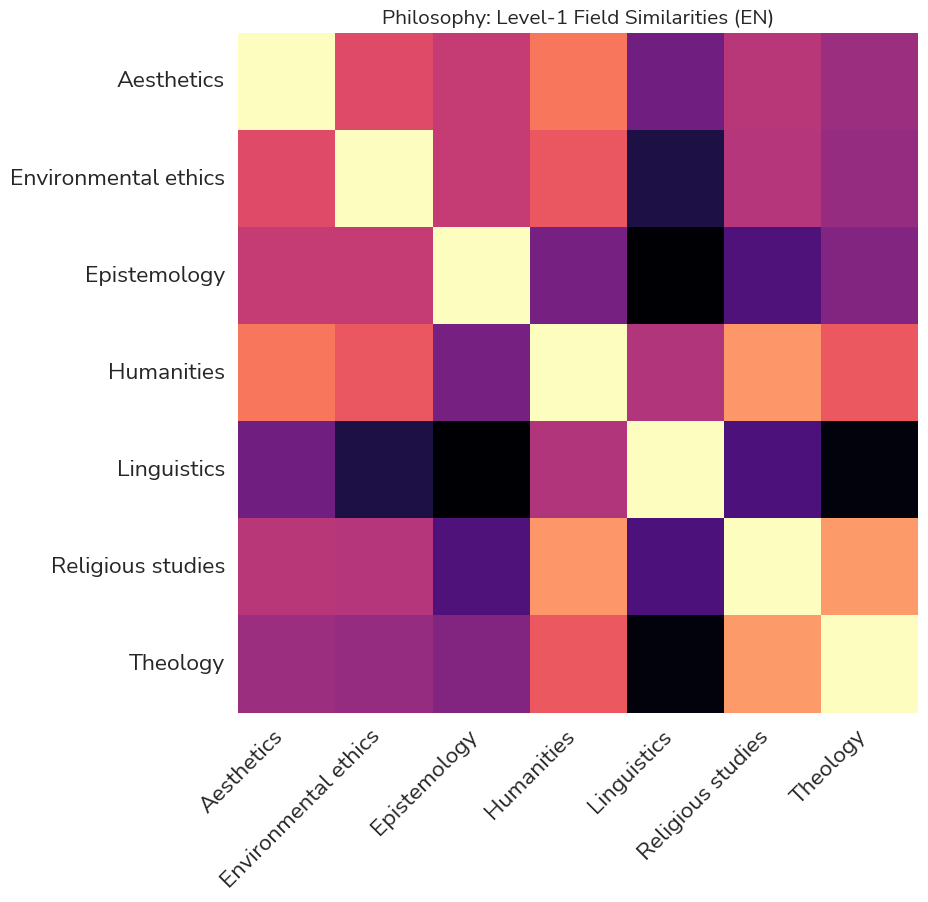 Philosophy: Level-1 Field Similarities (EN)
Aesthetics
Environmental ethics
Epistemology
Humanities
Linguistics
Religious studies
Theology
Aesthetics
Environmental ethics
Epistemology
Humanities
Linguistics
Religious studies
Theology